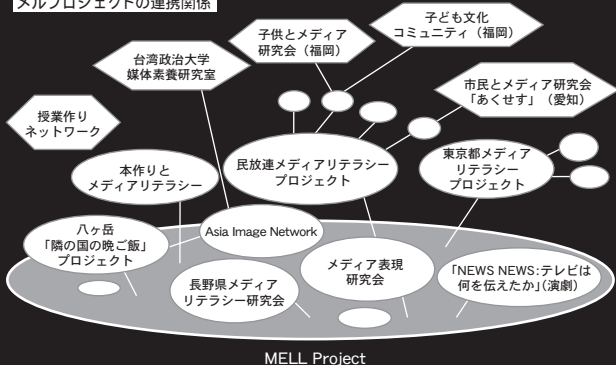 メルプロジェクトの連携関係
子ども文化
コミュニティ（福岡）
子供とメディア
研究会（福岡）
台湾政治大学
媒体素養研究室
市民とメディア研究会
「あくせす」（愛知）
授業作り
ネットワーク
民放連メディアリテラシー
プロジェクト
東京都メディア
リテラシー
プロジェクト
本作りと
メディアリテラシー
八ヶ岳
「隣の国の晩ご飯」
プロジェクト
Asia Image Network
メディア表現
研究会
長野県メディア
リテラシー研究会
「NEWS NEWS:テレビは
何を伝えたか」（演劇）
MELL Project